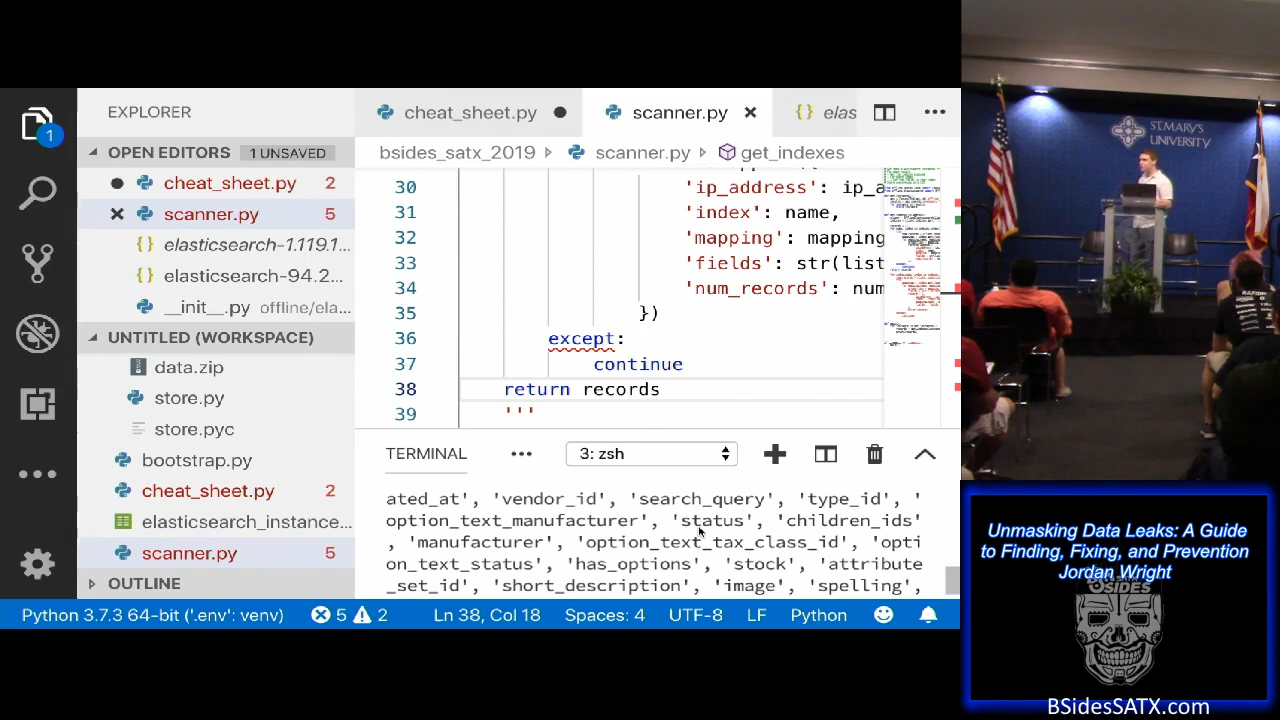 EXPLORER
OPEN EDITORS 1 UNSAVED
cheat_sheet.py 2
scanner.py 5
elasticsearch-1.119.1...
elasticsearch-94.2...
__init__.py offline/ela...
UNTITLED (WORKSPACE)
data.zip
store.py
store.pyc
bootstrap.py
cheat_sheet.py 2
elasticsearch_instance...
scanner.py 5
OUTLINE
1
cheat_sheet.py
scanner.py
elas
bsides_satx_2019 > scanner.py > get_indexes
30 'ip_address': ip_a
31 'index': name,
32 'mapping': mapping
33 'fields': str(list
34 'num_records': num
35 })
36 except:
37 continue
38 return records
39 '''
TERMINAL ... 3: zsh
ated_at', 'vendor_id', 'search_query', 'type_id', '
option_text_manufacturer', 'status', 'children_ids'
, 'manufacturer', 'option_text_tax_class_id', 'opti
on_text_status', 'has_options', 'stock', 'attribute
_set_id', 'short_description', 'image', 'spelling',
Python 3.7.3 64-bit ('.env': venv) 5 2 Ln 38, Col 18 Spaces: 4 UTF-8 LF Python
ST. MARY'S
UNIVERSITY
Unmasking Data Leaks: A Guide
to Finding, Fixing, and Prevention
Jordan Wright
BSIDES
BSidesSATX.com